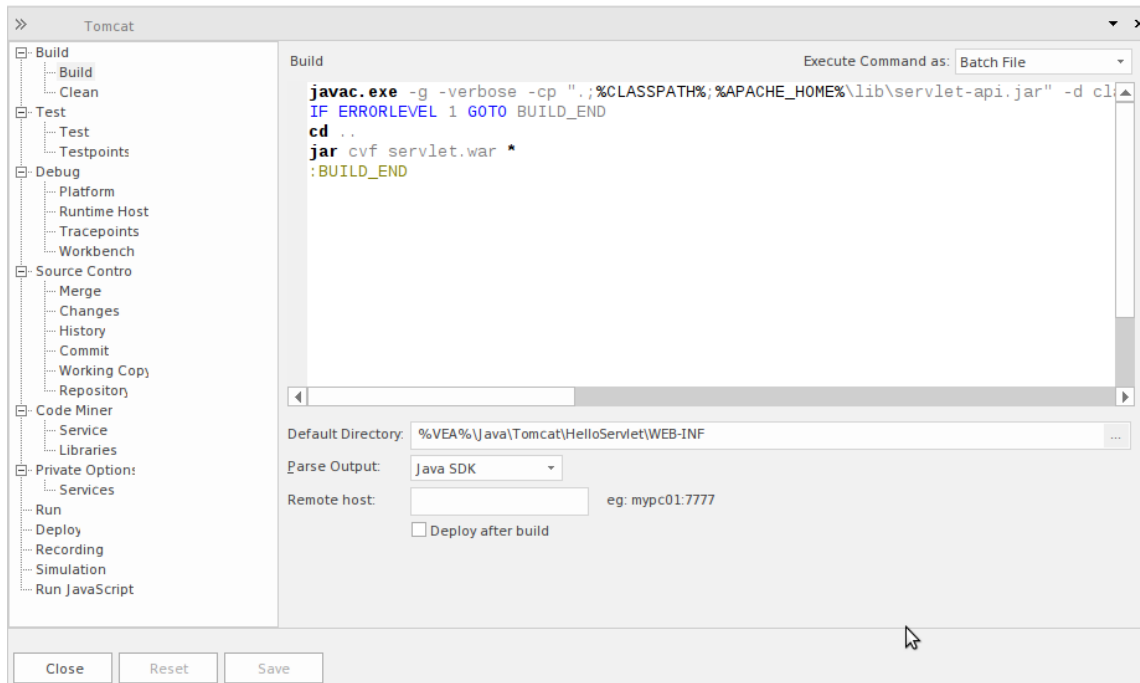 Tomcat
Build
Build
Clean
Test
Test
Testpoints
Debug
Platform
Runtime Host
Tracepoints
Workbench
Source Contro
Merge
Changes
History
Commit
Working Copy
Repository
Code Miner
Service
Libraries
Private Options
Services
Run
Deploy
Recording
Simulation
Run JavaScript
Build
Execute Command as: Batch File
javac.exe -g -verbose -cp ".;%CLASSPATH%;%APACHE_HOME%\lib\servlet-api.jar" -d cla
IF ERRORLEVEL 1 GOTO BUILD_END
cd ..
jar cvf servlet.war *
:BUILD_END
Default Directory: %VEA%\Java\Tomcat\HelloServlet\WEB-INF ...
Parse Output: Java SDK
Remote host: eg: mypc01:7777
Deploy after build
Close Reset Save